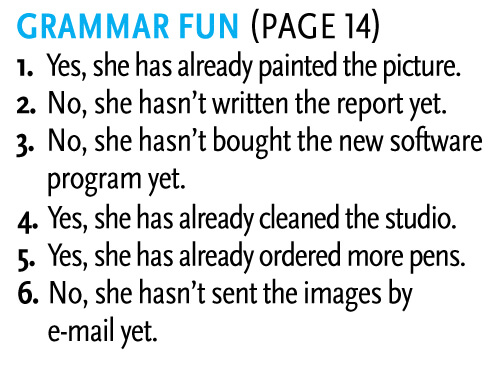 GRAMMAR FUN (PAGE 14)
1. Yes, she has already painted the picture.
2. No, she hasn't written the report yet.
3. No, she hasn't bought the new software
program yet.
4. Yes, she has already cleaned the studio.
5. Yes, she has already ordered more pens.
6. No, she hasn't sent the images by
e-mail yet.